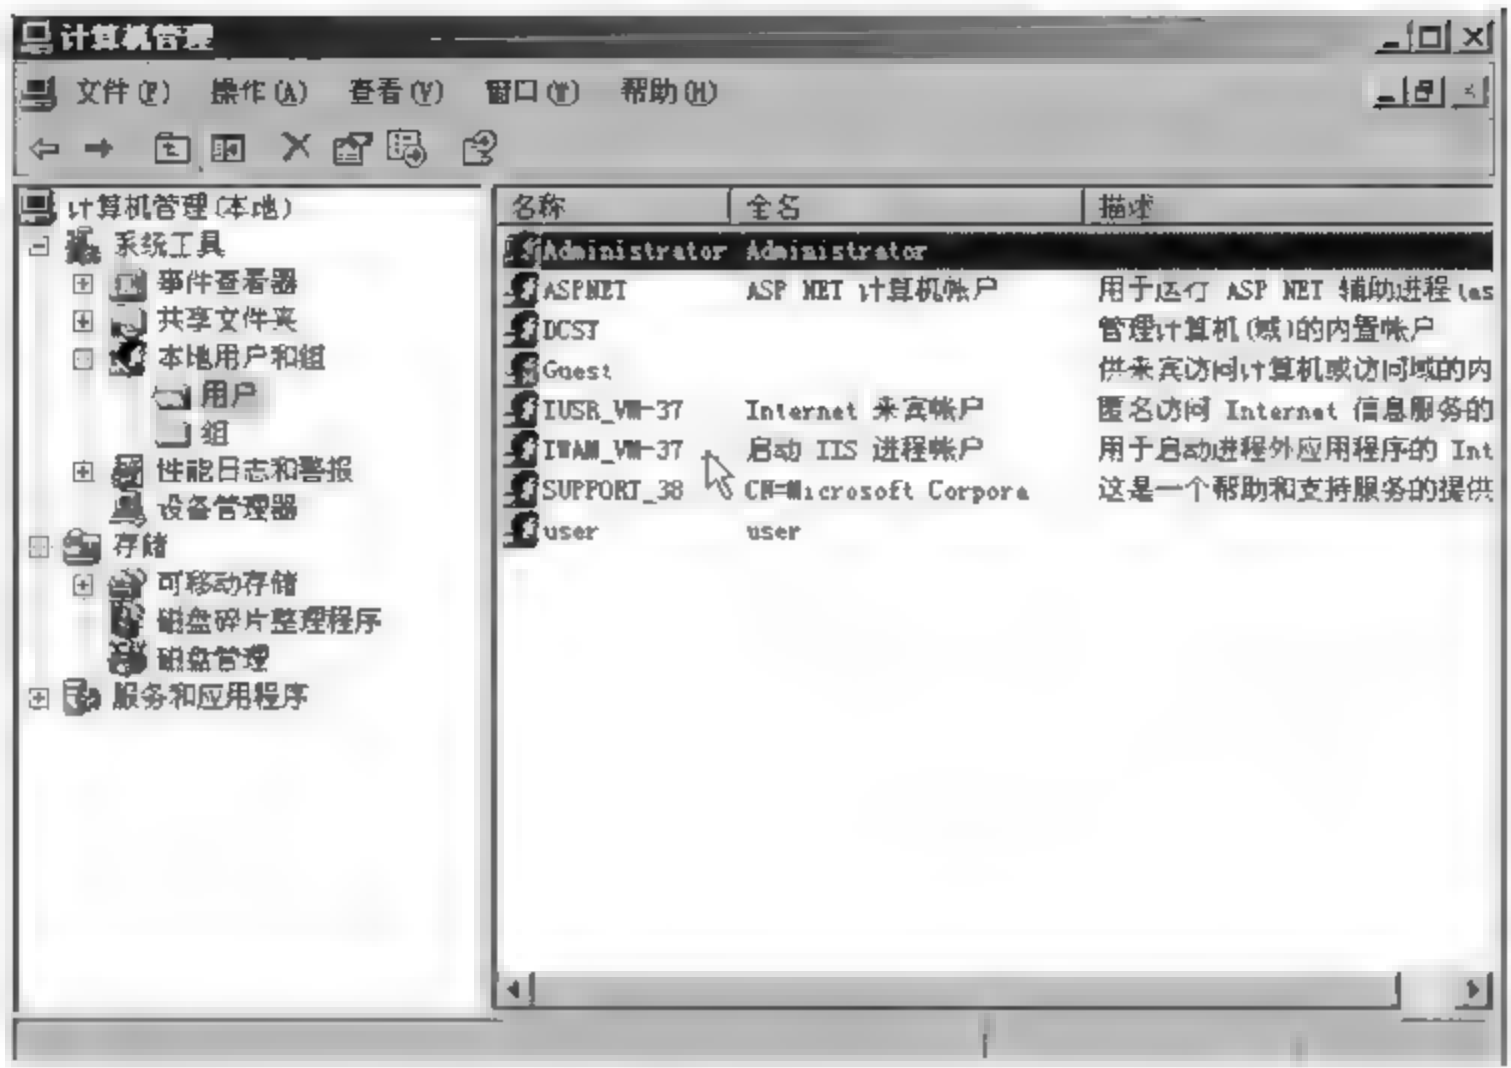 计算机管理
文件(F) 操作(A) 查看(V) 窗口(W) 帮助(H)
计算机管理(本地)
系统工具
事件查看器
共享文件夹
本地用户和组
用户
组
性能日志和警报
设备管理器
存储
可移动存储
磁盘碎片整理程序
磁盘管理
服务和应用程序
名称 全名 描述
Administrator Administrator
ASPNET ASP NET 计算机帐户 用于运行 ASP NET 辅助进程(as
DCST 管理计算机(域)的内置帐户
Guest 供来宾访问计算机或访问域的内
IUSR_VM-37 Internet 来宾帐户 匿名访问 Internet 信息服务的
IWAM_VM-37 启动 IIS 进程帐户 用于启动进程外应用程序的 Int
SUPPORT_38 CN=Microsoft Corpora 这是一个帮助和支持服务的提供
user user